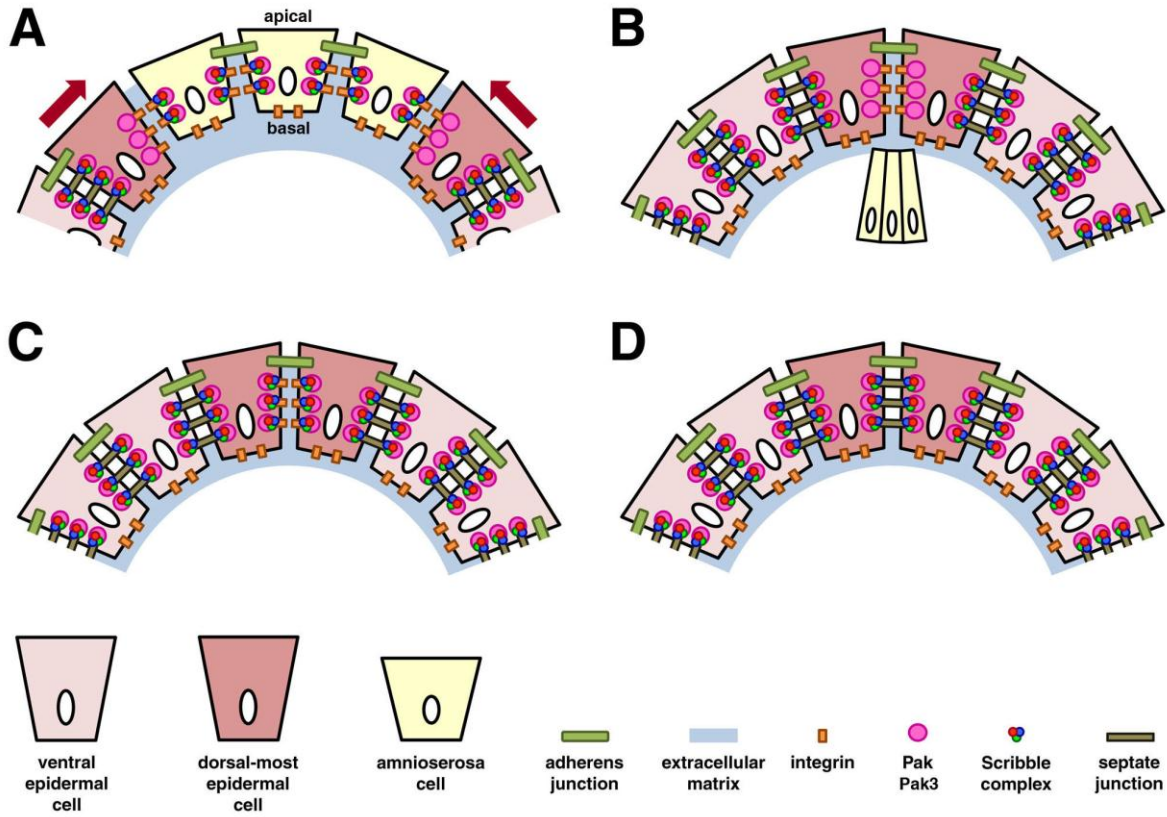 A
apical
basal
B
C
D
ventral
epidermal
cell
dorsal-most
epidermal
cell
amnioserosa
cell
adherens
junction
extracellular
matrix
integrin
Pak
Pak3
Scribble
complex
septate
junction